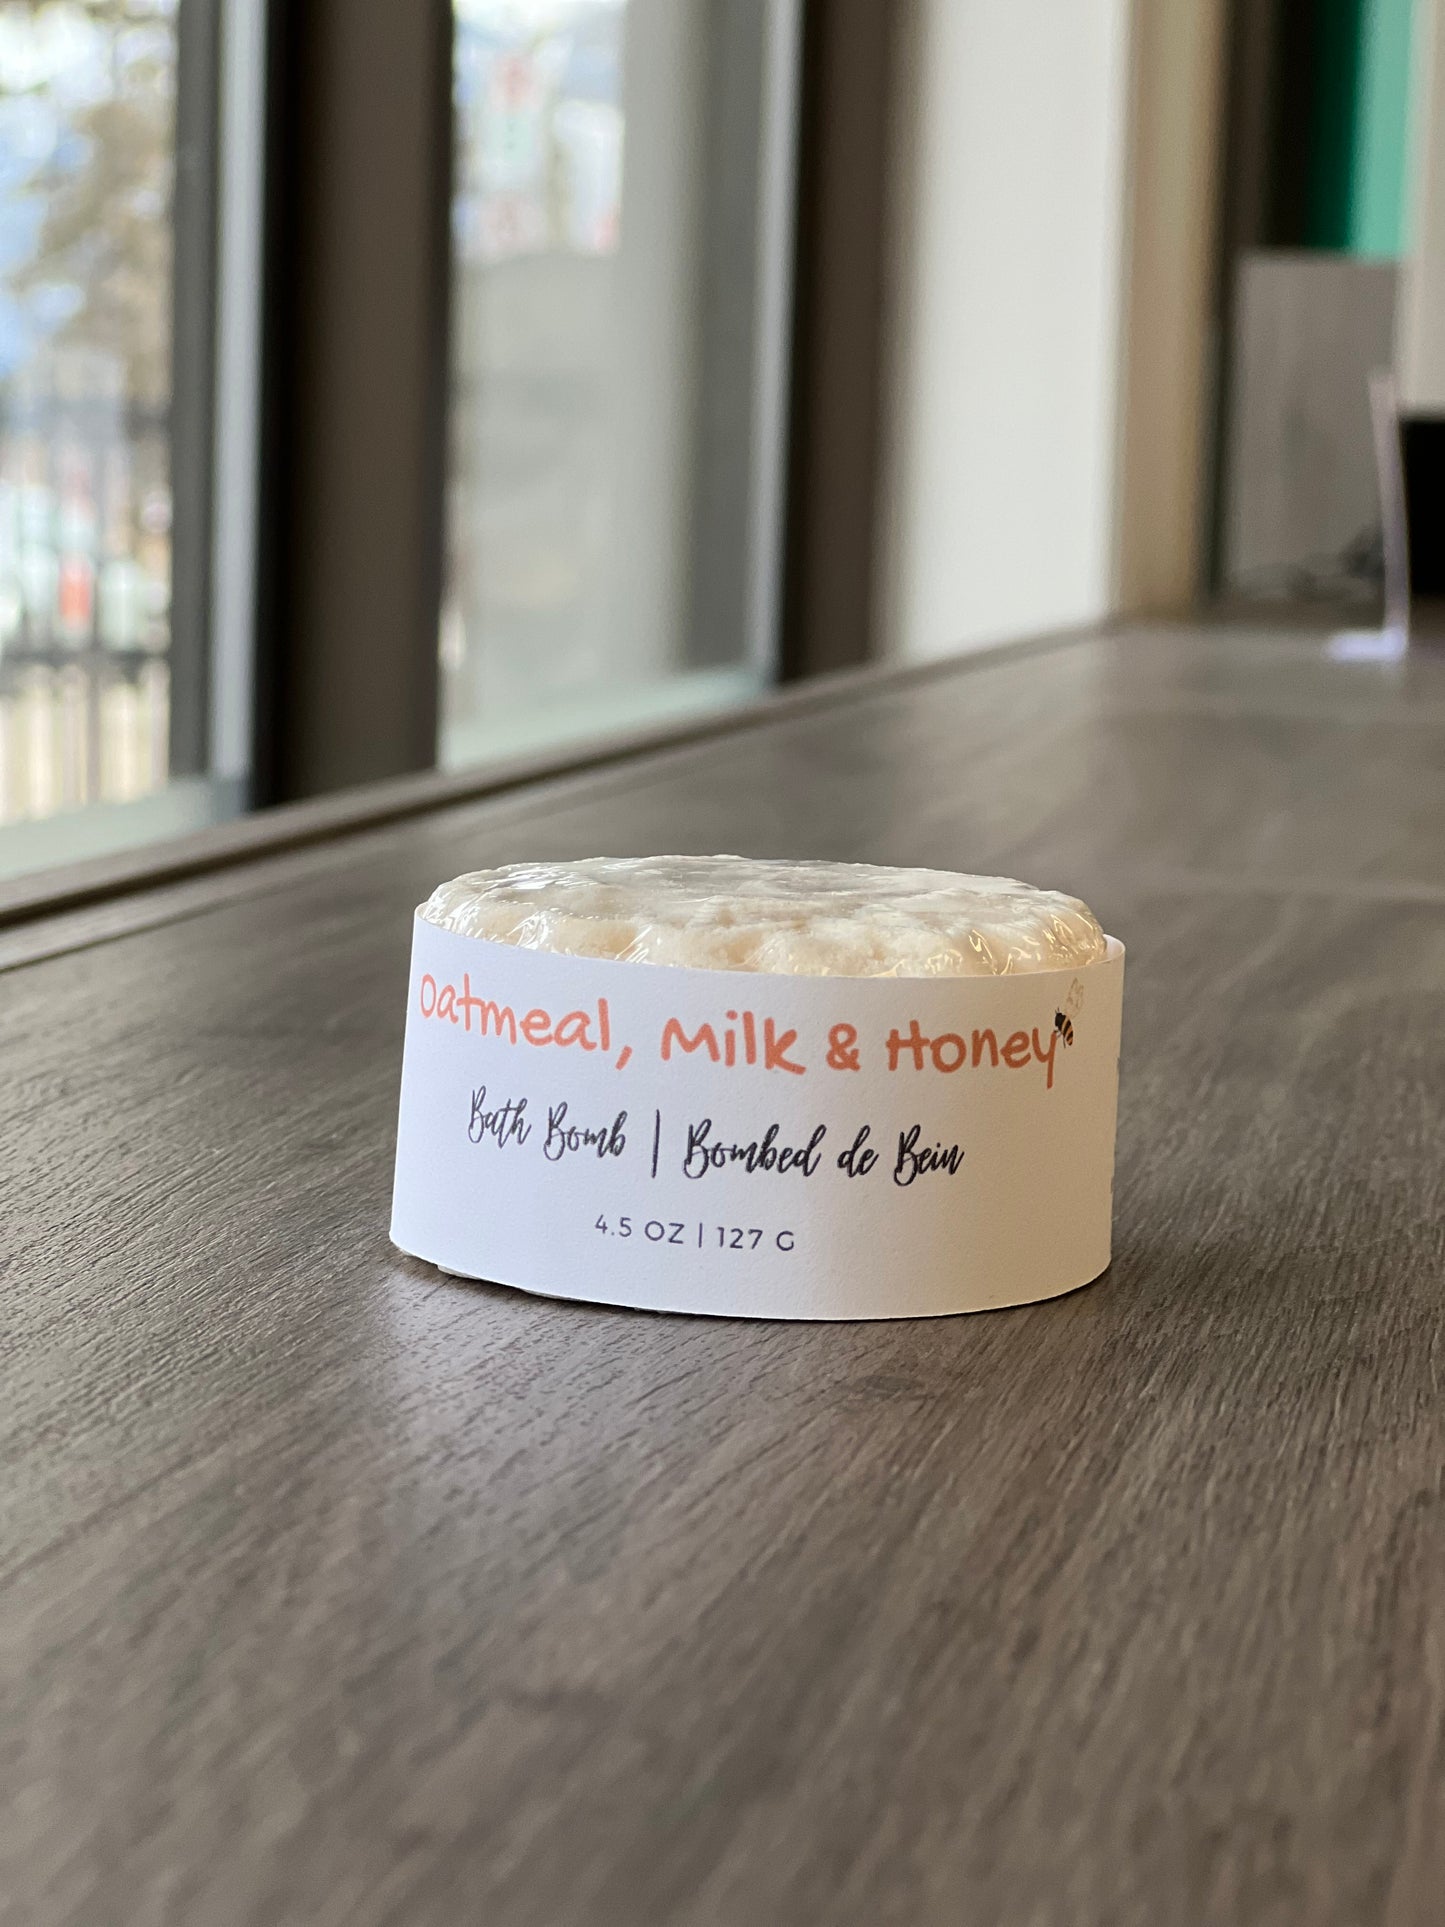 Oatmeal, Milk & Honey
Bath Bomb | Bombed de Bein
4.5 OZ | 127 G